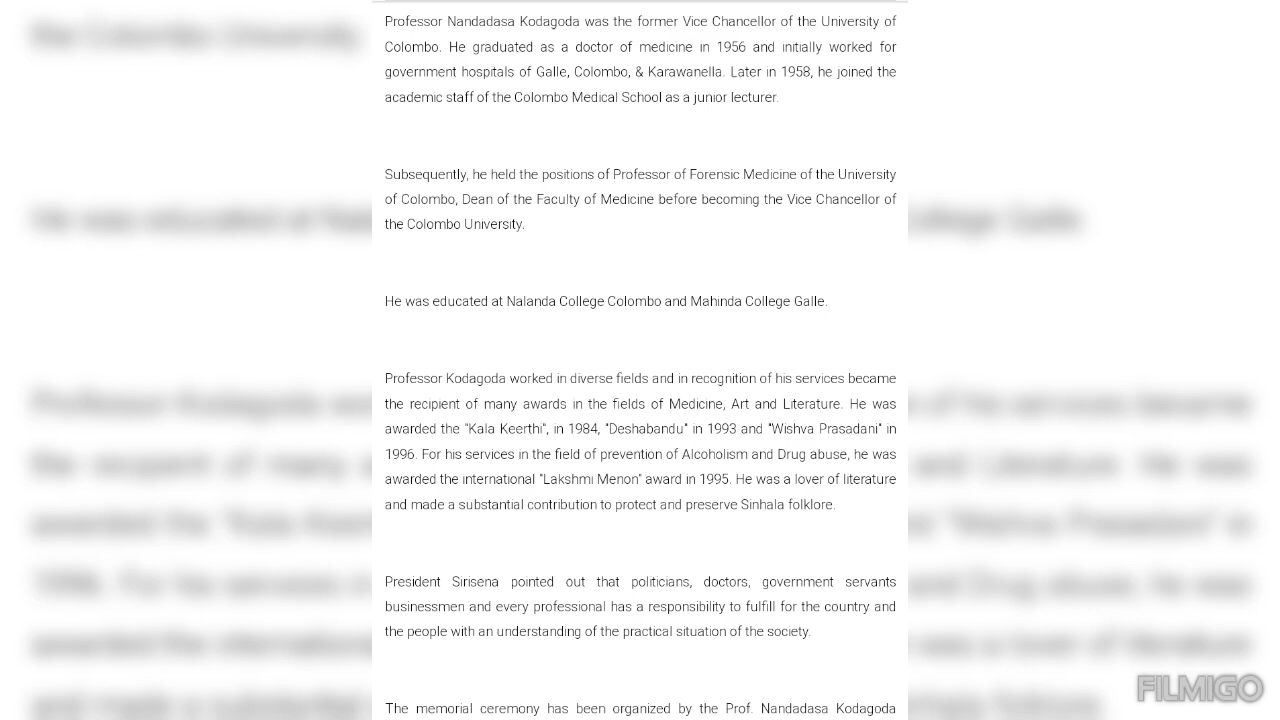 Professor Nandadasa Kodagoda was the former Vice Chancellor of the University of
Colombo. He graduated as a doctor of medicine in 1956 and initially worked for
government hospitals of Galle, Colombo, & Karawanella. Later in 1958, he joined the
academic staff of the Colombo Medical School as a junior lecturer.
Subsequently, he held the positions of Professor of Forensic Medicine of the University
of Colombo, Dean of the Faculty of Medicine before becoming the Vice Chancellor of
the Colombo University.
He was educated at Nalanda College Colombo and Mahinda College Galle.
Professor Kodagoda worked in diverse fields and in recognition of his services became
the recipient of many awards in the fields of Medicine, Art and Literature. He was
awarded the "Kala Keerthi", in 1984, "Deshabandu" in 1993 and "Wishva Prasadani" in
1996. For his services in the field of prevention of Alcoholism and Drug abuse, he was
awarded the international "Lakshmi Menon" award in 1995. He was a lover of literature
and made a substantial contribution to protect and preserve Sinhala folklore.
President Sirisena pointed out that politicians, doctors, government servants
businessmen and every professional has a responsibility to fulfill for the country and
the people with an understanding of the practical situation of the society.
The memorial ceremony has been organized by the Prof. Nandadasa Kodagoda
FILMIGO